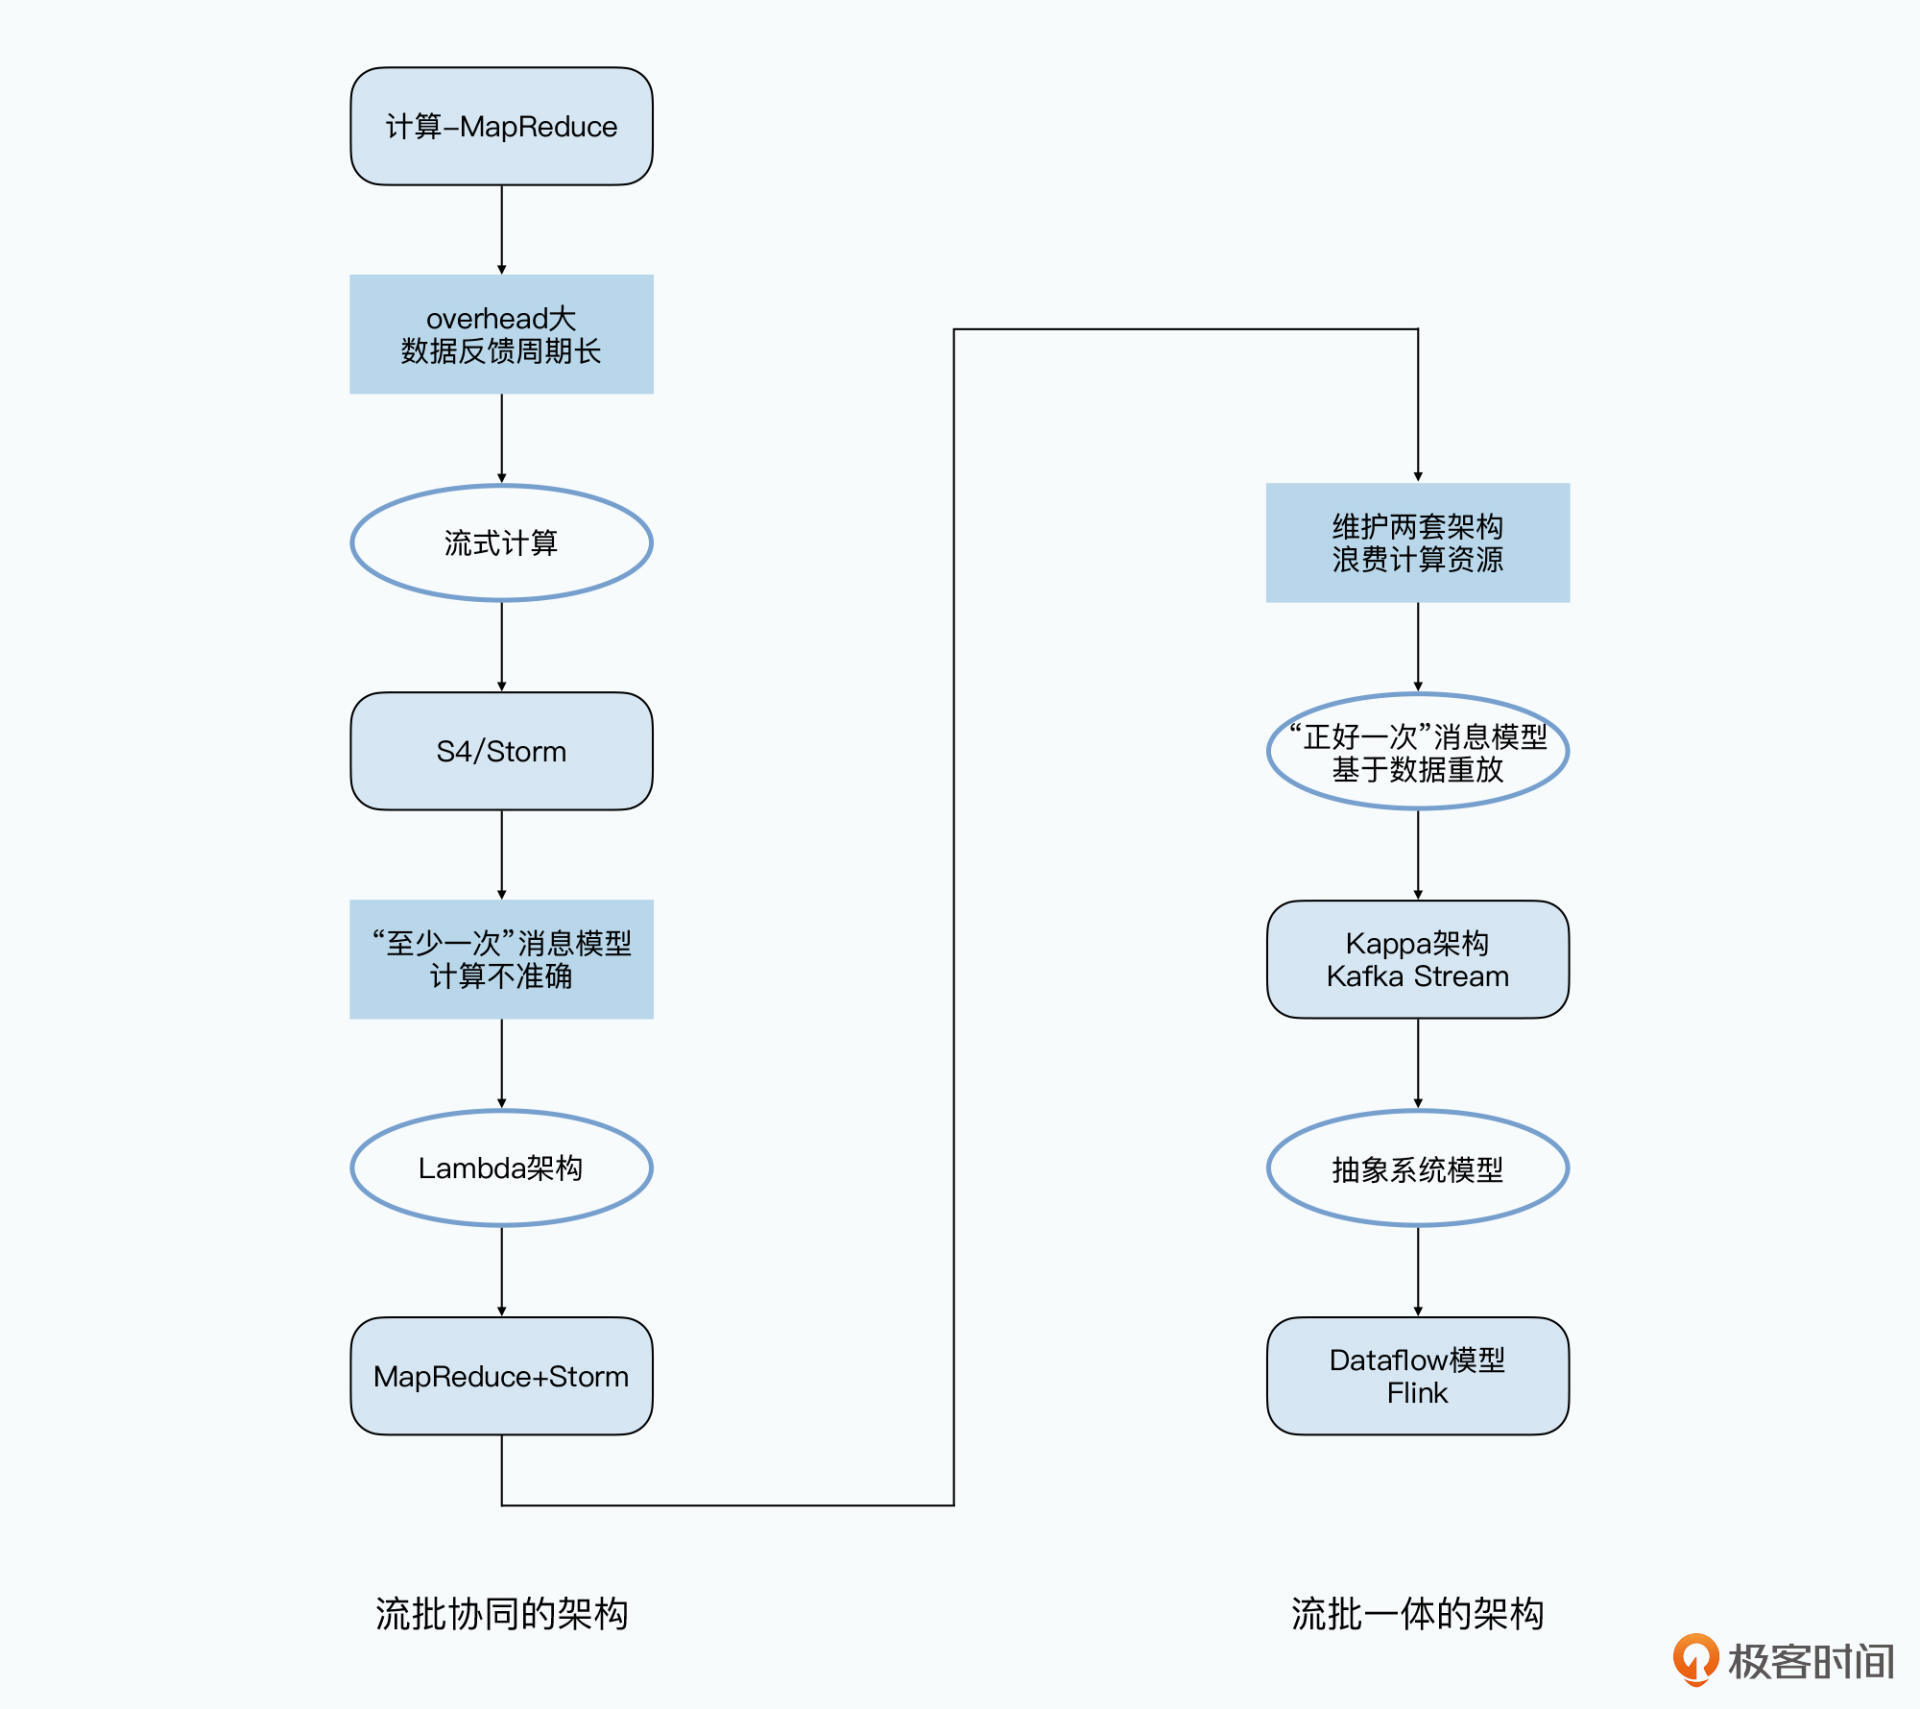 计算-MapReduce
overhead大
数据反馈周期长
流式计算
S4/Storm
“至少一次”消息模型
计算不准确
Lambda架构
MapReduce+Storm
流批协同的架构
维护两套架构
浪费计算资源
“正好一次”消息模型
基于数据重放
Kappa架构
Kafka Stream
抽象系统模型
Dataflow模型
Flink
流批一体的架构
极客时间